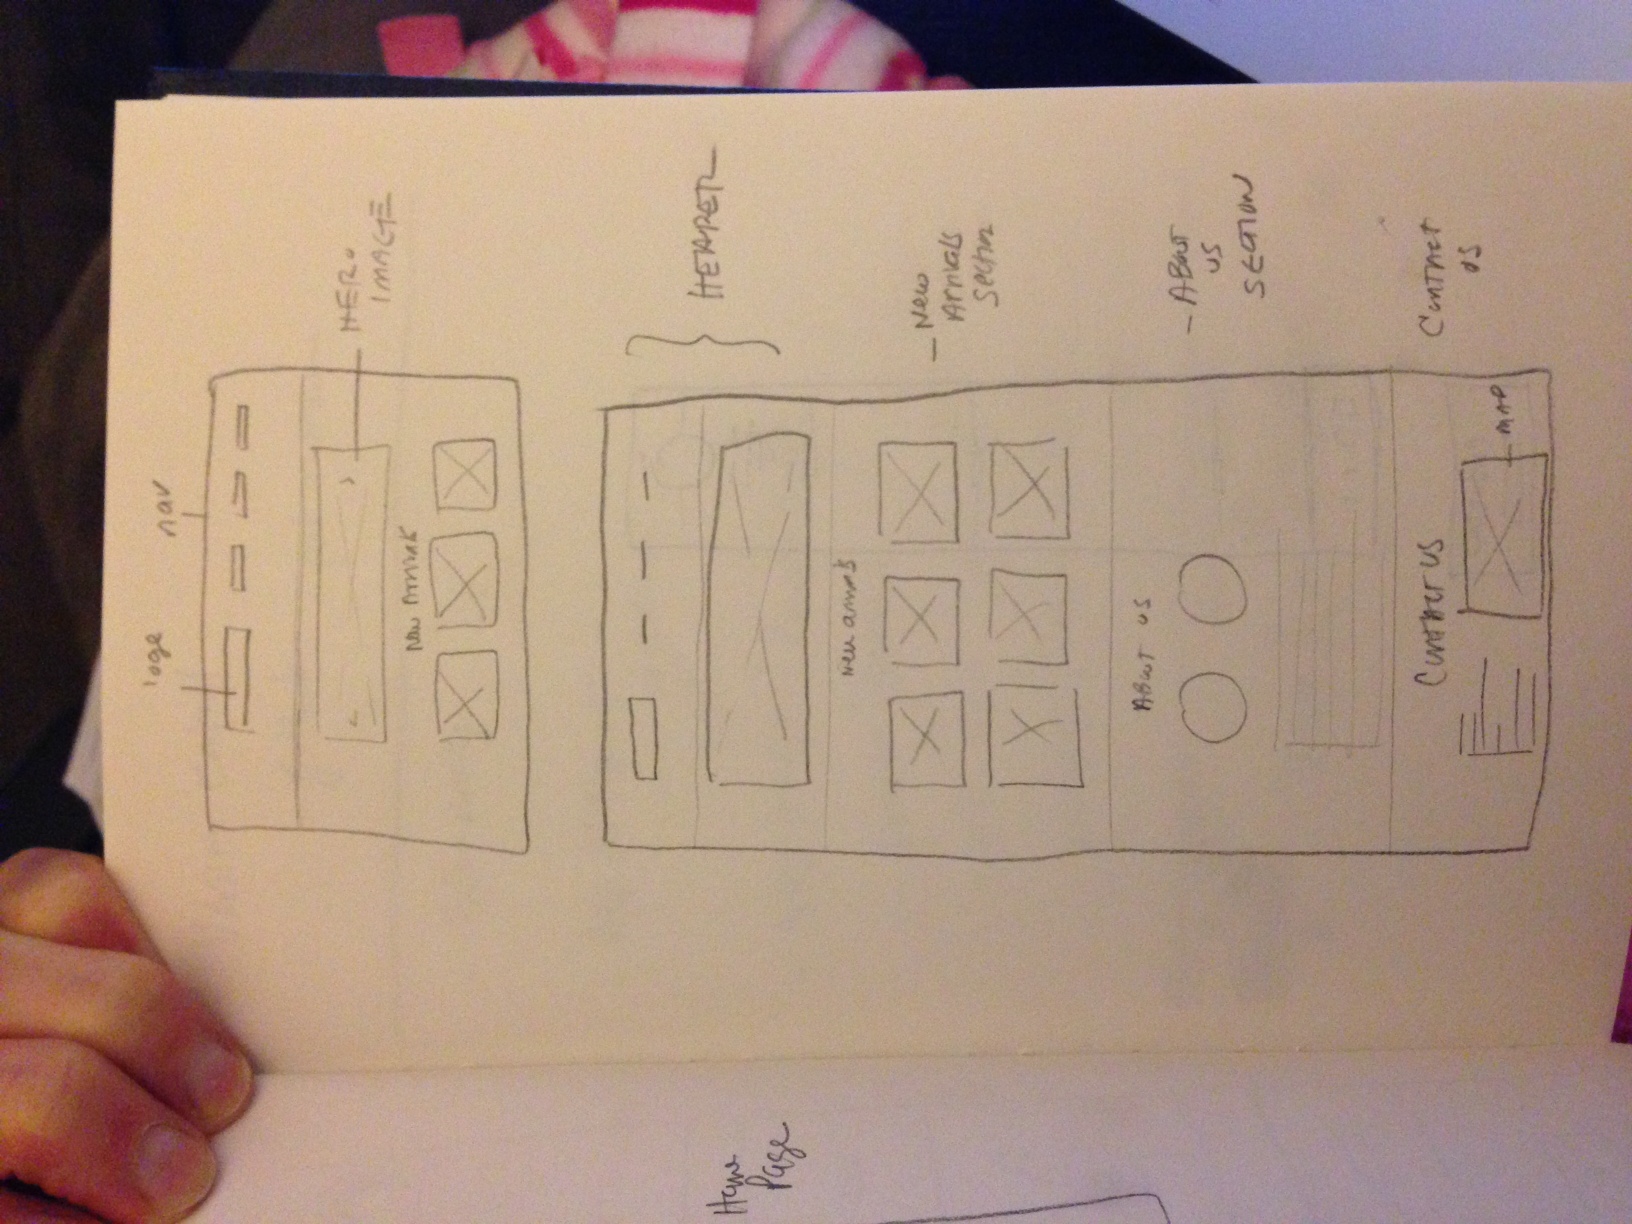 loge
nav
HERO
IMAGE
New Arrivals
Home
Page
HEADER
New arrivals
New
Arrivals
Section
ABOUT US
ABOUT
US
SECTION
CONTACT US
CONTACT
US
MAP